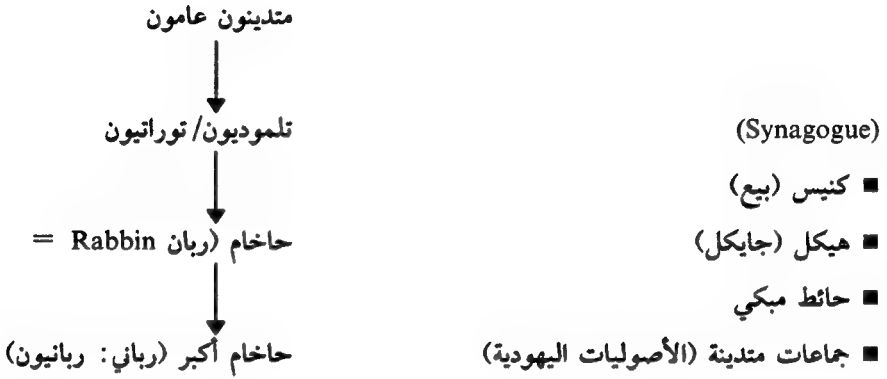 متدينون عامون
(Synagogue)
تلموديون/ توراتيون
■ كنيس (بيع)
■ هيكل (جايكل)
حاخام (ربان Rabbin =
■ حائط مبكي
■ جماعات متدينة (الأصوليات اليهودية)
حاخام أكبر (رباني: ربانيون)